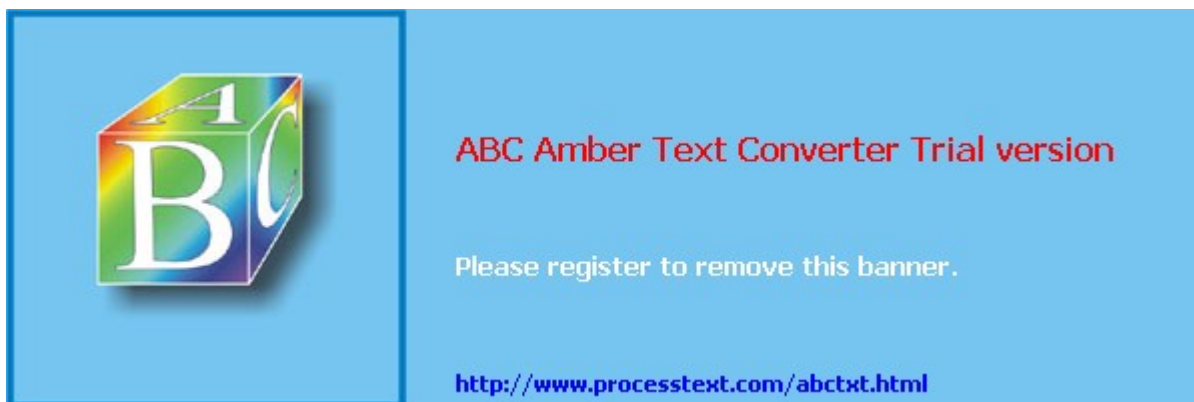 A
B
C
ABC Amber Text Converter Trial version
Please register to remove this banner.
http://www.processtext.com/abctxt.html